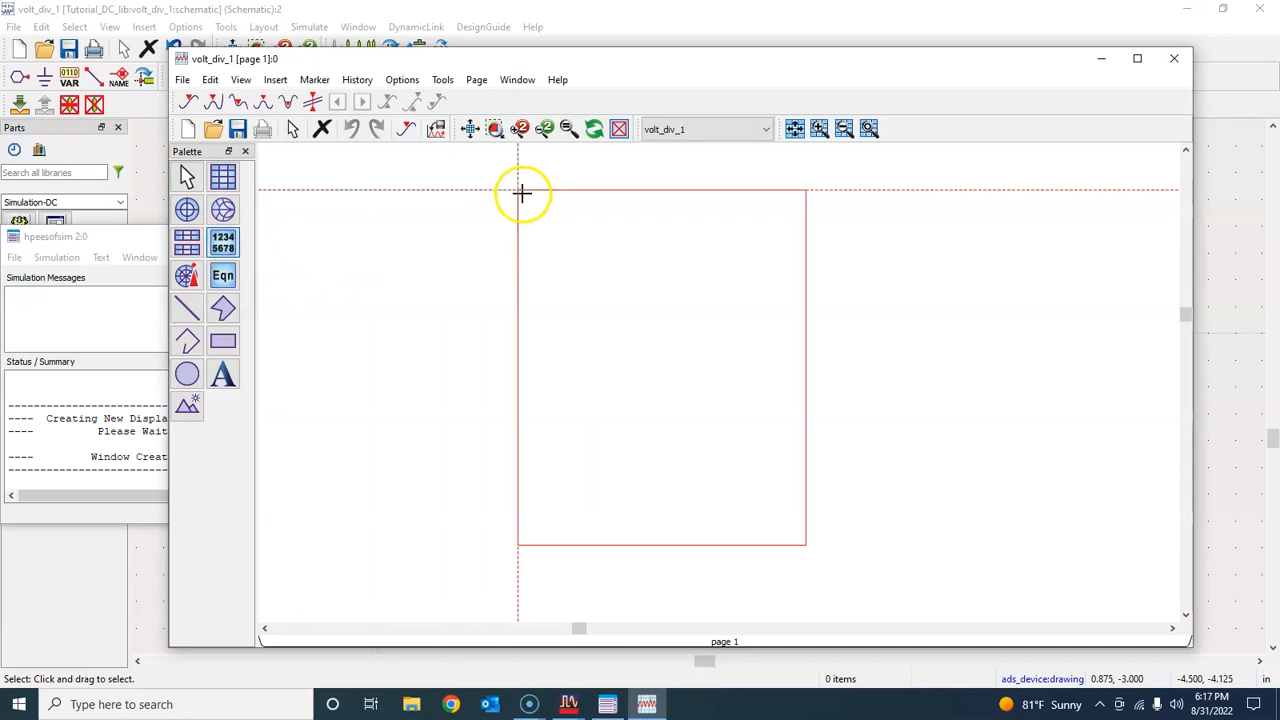 volt_div_1 [Tutorial_DC_lib:volt_div_1:schematic] (Schematic):2
File Edit Select View Insert Options Tools Layout Simulate Window DynamicLink DesignGuide Help
volt_div_1 [page 1]:0
File Edit View Insert Marker History Options Tools Page Window Help
0110
VAR
NAME
Parts
volt_div_1
Palette
Search all libraries
Simulation-DC
1234
5678
hpeesofsim 2:0
File Simulation Text Window
Simulation Messages
Eqn
Status / Summary
A
---- Creating New Displa
---- Please Wait
---- Window Creat
page 1
Select: Click and drag to select.
0 items
ads_device:drawing
0.875, -3.000
-4.500, -4.125
in
Type here to search
81°F Sunny
6:17 PM
8/31/2022